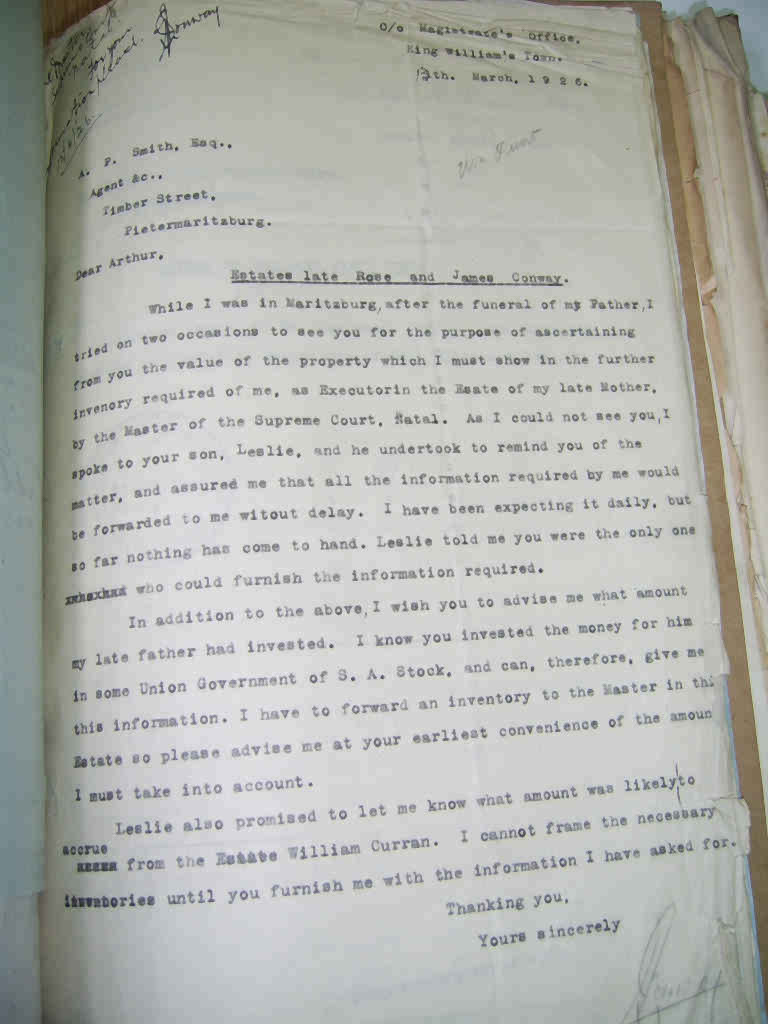 for your
Conway
C/o Magistrate's Office,
King William's Town.
12th. March, 1926.
A. P. Smith, Esq.,
Agent &c.,
Timber Street,
Pietermaritzburg.
Dear Arthur,
Estates late Rose and James Conway.
While I was in Maritzburg, after the funeral of my Father, I
tried on two occasions to see you for the purpose of ascertaining
from you the value of the property which I must show in the further
invenory required of me, as Executorin the Esate of my late Mother,
by the Master of the Supreme Court, Natal. As I could not see you, I
spoke to your son, Leslie, and he undertook to remind you of the
matter, and assured me that all the information required by me would
be forwarded to me witout delay. I have been expecting it daily, but
so far nothing has come to hand. Leslie told me you were the only one
who could furnish the information required.
In addition to the above, I wish you to advise me what amount
my late father had invested. I know you invested the money for him
in some Union Government of S. A. Stock, and can, therefore, give me
this information. I have to forward an inventory to the Master in thi
Estate so please advise me at your earliest convenience of the amoun
I must take into account.
Leslie also promised to let me know what amount was likely to
accrue from the Estate William Curran. I cannot frame the necessary
inventories until you furnish me with the information I have asked for.
Thanking you,
Yours sincerely
Conway